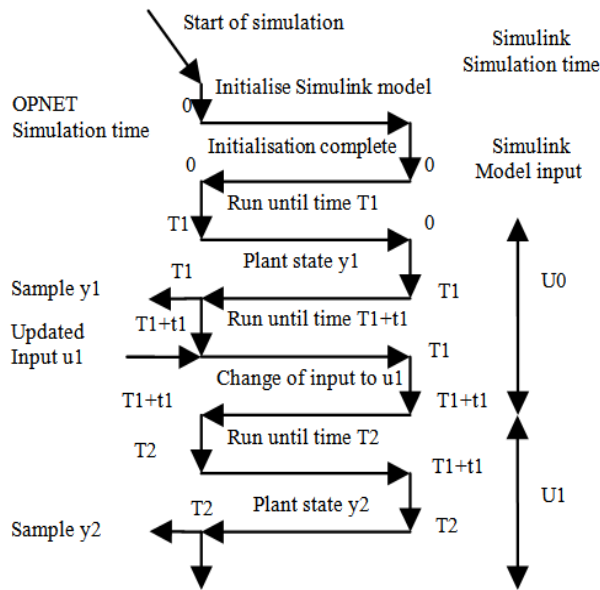 Start of simulation
Simulink
Simulation time
Initialise Simulink model
OPNET
Simulation time
0
Initialisation complete
Simulink
Model input
0
0
Run until time T1
T1
0
Plant state y1
T1
Sample y1
T1
U0
Run until time T1+t1
T1+t1
Updated
Input u1
T1
Change of input to u1
T1+t1
T1+t1
Run until time T2
T2
T1+t1
U1
Plant state y2
T2
Sample y2
T2